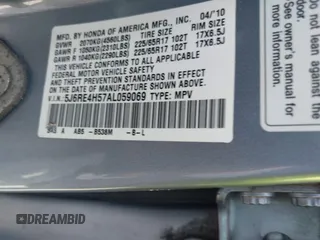 MFD. BY HONDA OF AMERICA MFG., INC. 04/10
GVWR 2070KG(4560LBS) TIRE SIZE RIM SIZE
GAWR F 1050KG(2310LBS) 225/65R17 102T 17X6.5J
GAWR R 1040KG(2290LBS) 225/65R17 102T 17X6.5J
THIS VEHICLE CONFORMS TO ALL APPLICABLE
FEDERAL MOTOR VEHICLE SAFETY, BUMPER, AND
THEFT PREVENTION STANDARDS IN EFFECT ON
THE DATE OF MANUFACTURE SHOWN ABOVE.
5J6RE4H57AL059069 TYPE: MPV
A ABS B538M -B-L
DREAMBID